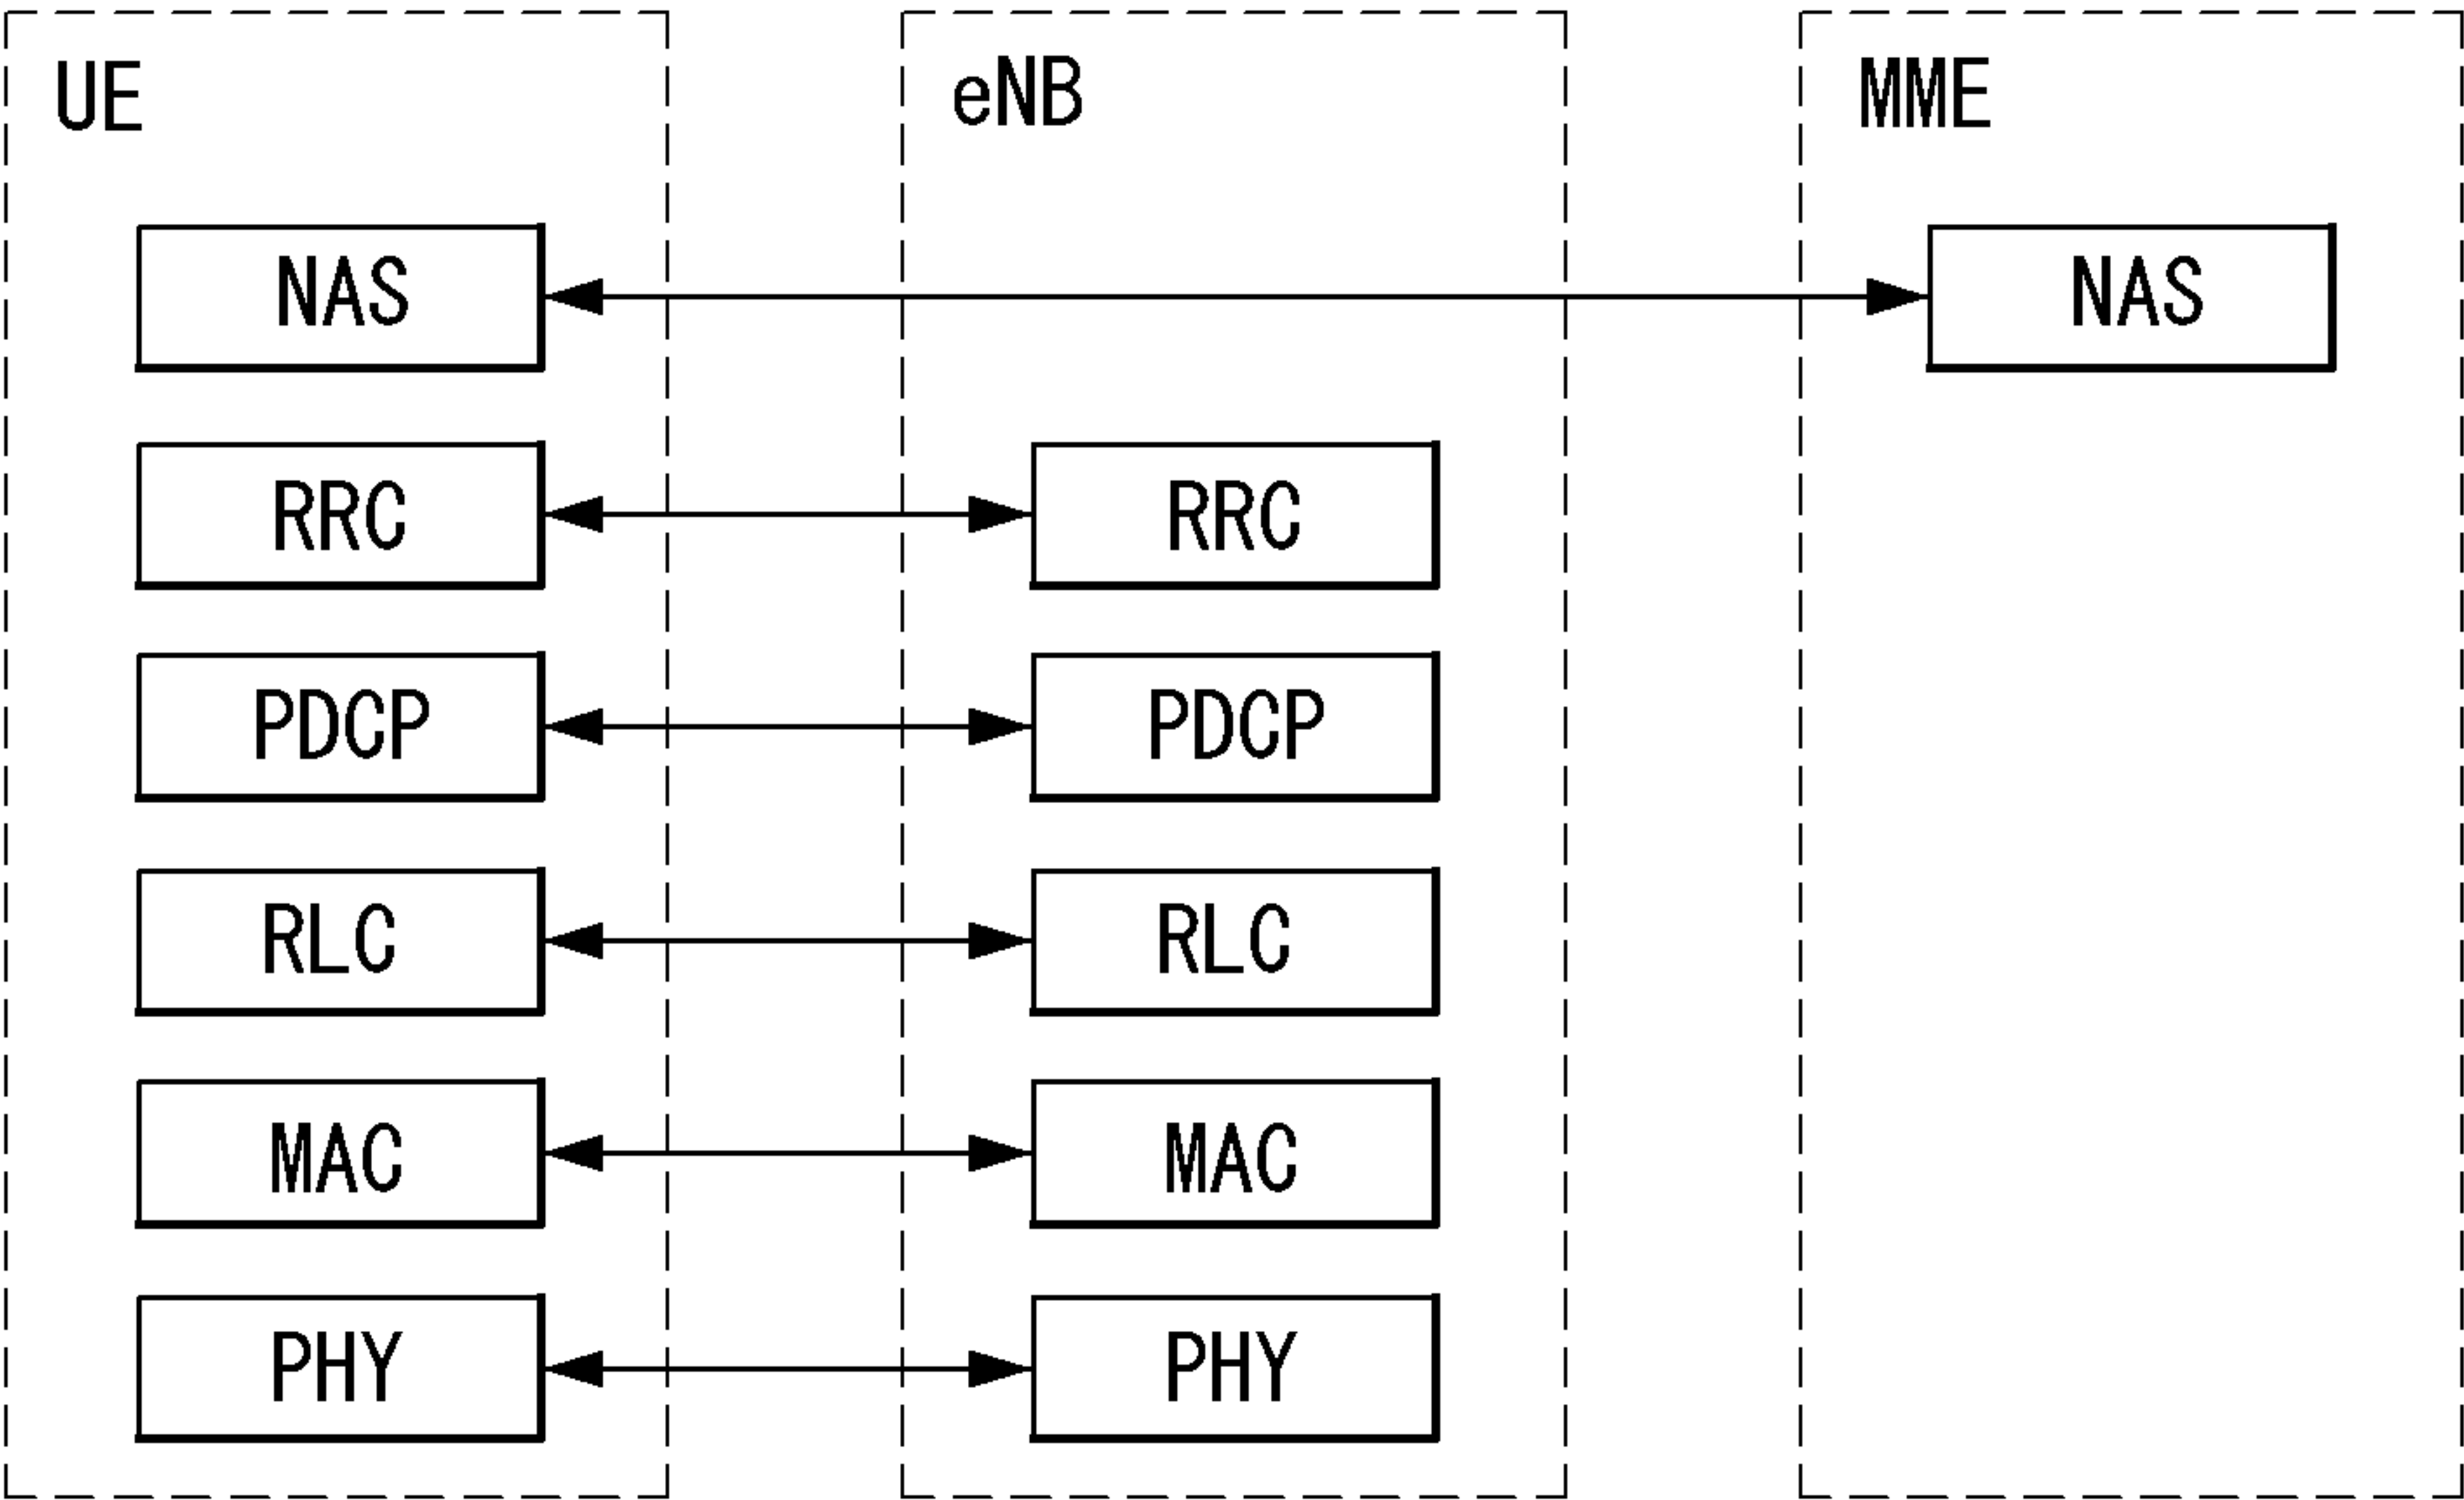 UE eNB MME
NAS NAS
RRC RRC
PDCP PDCP
RLC RLC
MAC MAC
PHY PHY